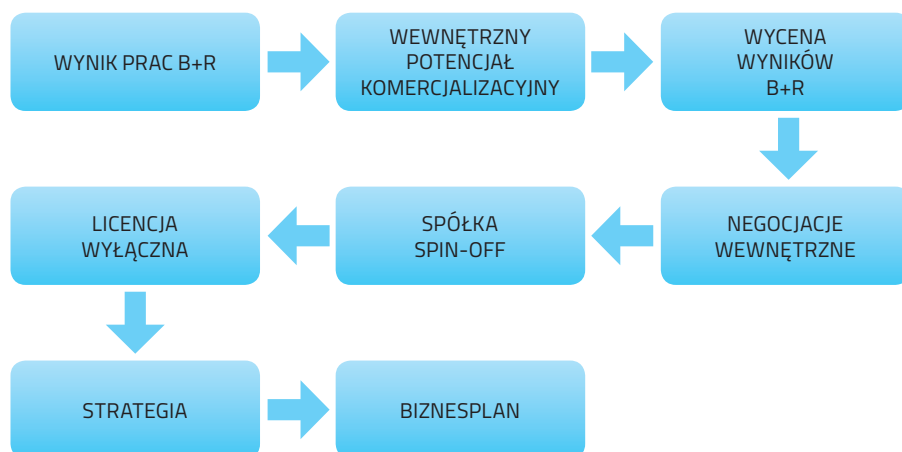 WYNIK PRAC B+R
WEWNĘTRZNY
POTENCJAŁ
KOMERCJALIZACYJNY
WYCENA
WYNIKÓW
B+R
NEGOCJACJE
WEWNĘTRZNE
SPÓŁKA
SPIN-OFF
LICENCJA
WYŁĄCZNA
STRATEGIA
BIZNESPLAN